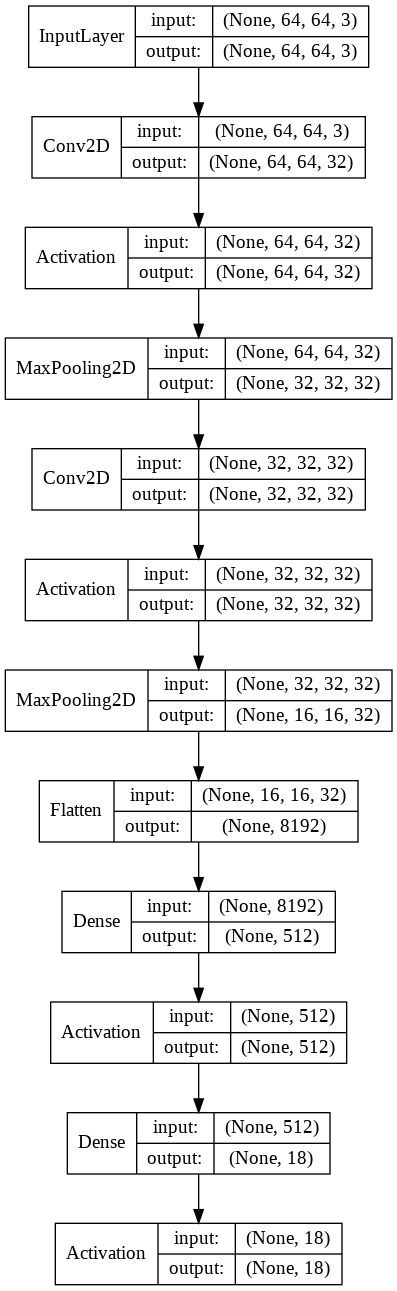 InputLayer
input: (None, 64, 64, 3)
output: (None, 64, 64, 3)
Conv2D
input: (None, 64, 64, 3)
output: (None, 64, 64, 32)
Activation
input: (None, 64, 64, 32)
output: (None, 64, 64, 32)
MaxPooling2D
input: (None, 64, 64, 32)
output: (None, 32, 32, 32)
Conv2D
input: (None, 32, 32, 32)
output: (None, 32, 32, 32)
Activation
input: (None, 32, 32, 32)
output: (None, 32, 32, 32)
MaxPooling2D
input: (None, 32, 32, 32)
output: (None, 16, 16, 32)
Flatten
input: (None, 16, 16, 32)
output: (None, 8192)
Dense
input: (None, 8192)
output: (None, 512)
Activation
input: (None, 512)
output: (None, 512)
Dense
input: (None, 512)
output: (None, 18)
Activation
input: (None, 18)
output: (None, 18)